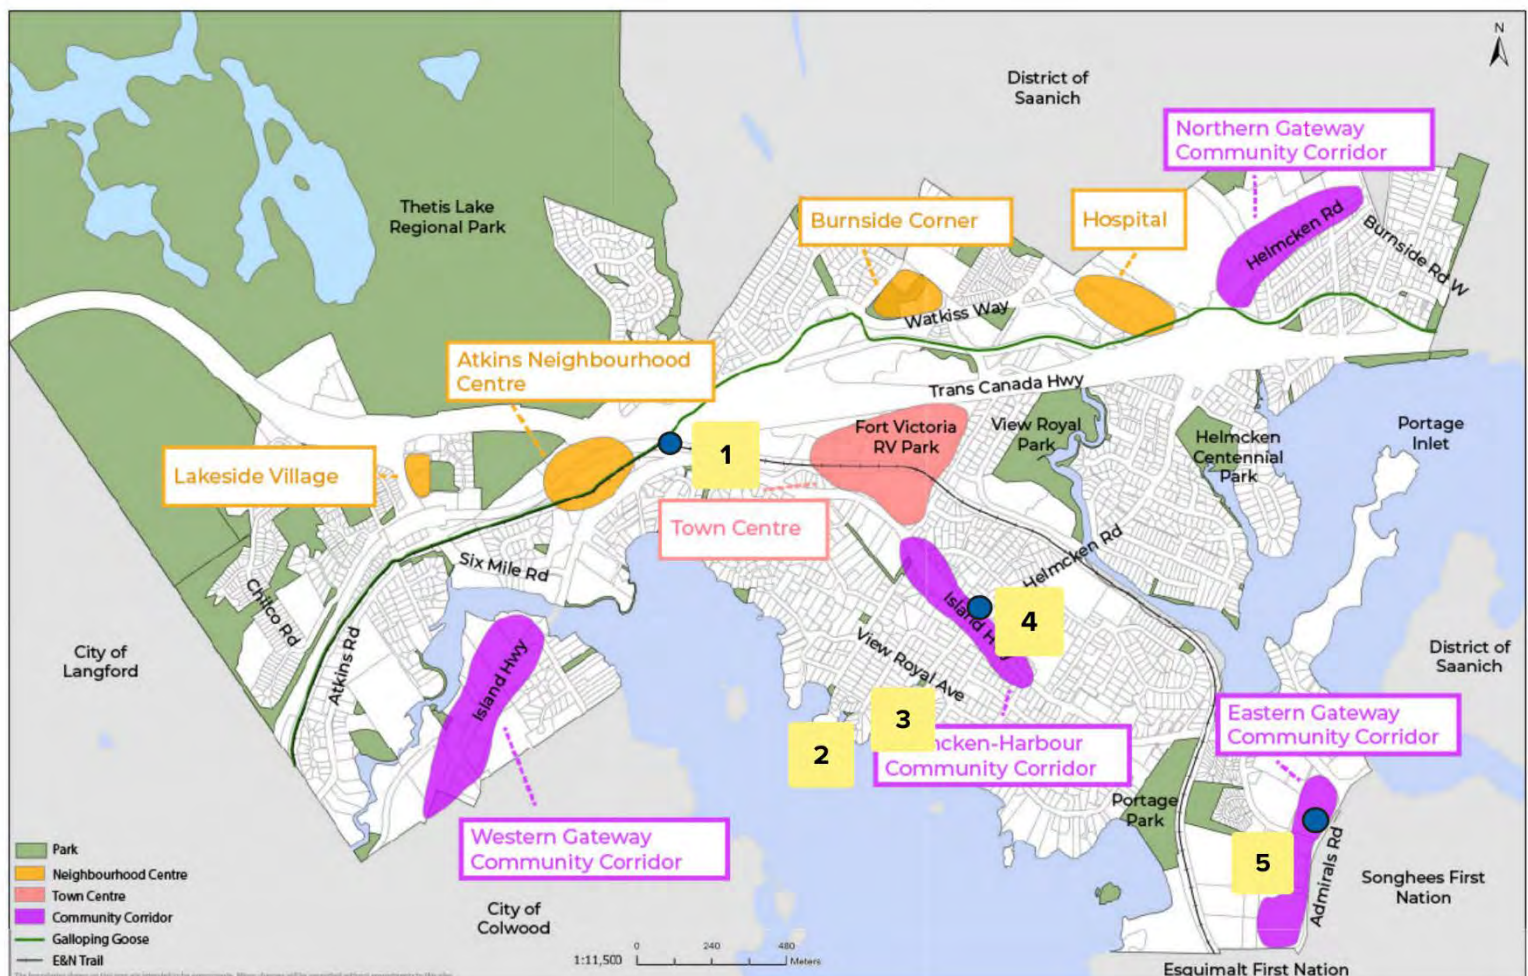 N
District of
Saanich
Northern Gateway
Community Corridor
Thetis Lake
Regional Park
Burnside Corner
Hospital
Helmcken Rd
Burnside Rd W
Watkiss Way
Atkins Neighbourhood
Centre
Trans Canada Hwy
Fort Victoria
RV Park
View Royal
Park
Helmcken
Centennial
Park
Portage
Inlet
1
Lakeside Village
Town Centre
Six Mile Rd
Helmcken Rd
Chilco Rd
Island Hwy
4
City of
Langford
Atkins Rd
Island Hwy
View Royal Ave
District of
Saanich
3
2
cken-Harbour
Community Corridor
Eastern Gateway
Community Corridor
Portage
Park
Western Gateway
Community Corridor
5
Admirals Rd
Songhees First
Nation
City of
Colwood
Park
Neighbourhood Centre
Town Centre
Community Corridor
Galloping Goose
E&N Trail
1:11,500
0 240 480
Meters
Esquimalt First Nation